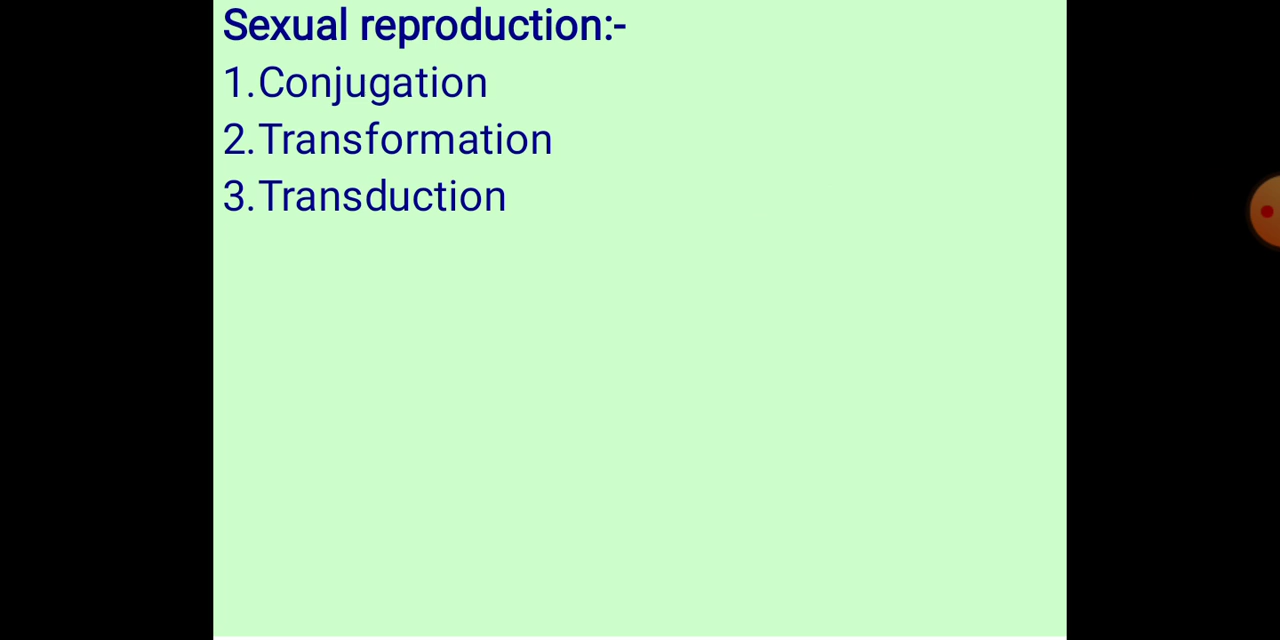 Sexual reproduction:-
1.Conjugation
2.Transformation
3.Transduction